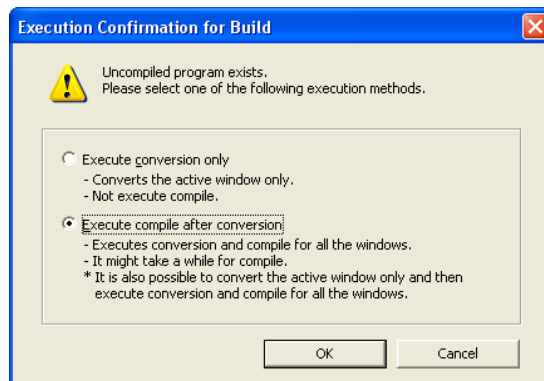 Execution Confirmation for Build
Uncompiled program exists.
Please select one of the following execution methods.
Execute conversion only
- Converts the active window only.
- Not execute compile.
Execute compile after conversion
- Executes conversion and compile for all the windows.
- It might take a while for compile.
* It is also possible to convert the active window only and then
execute conversion and compile for all the windows.
OK
Cancel